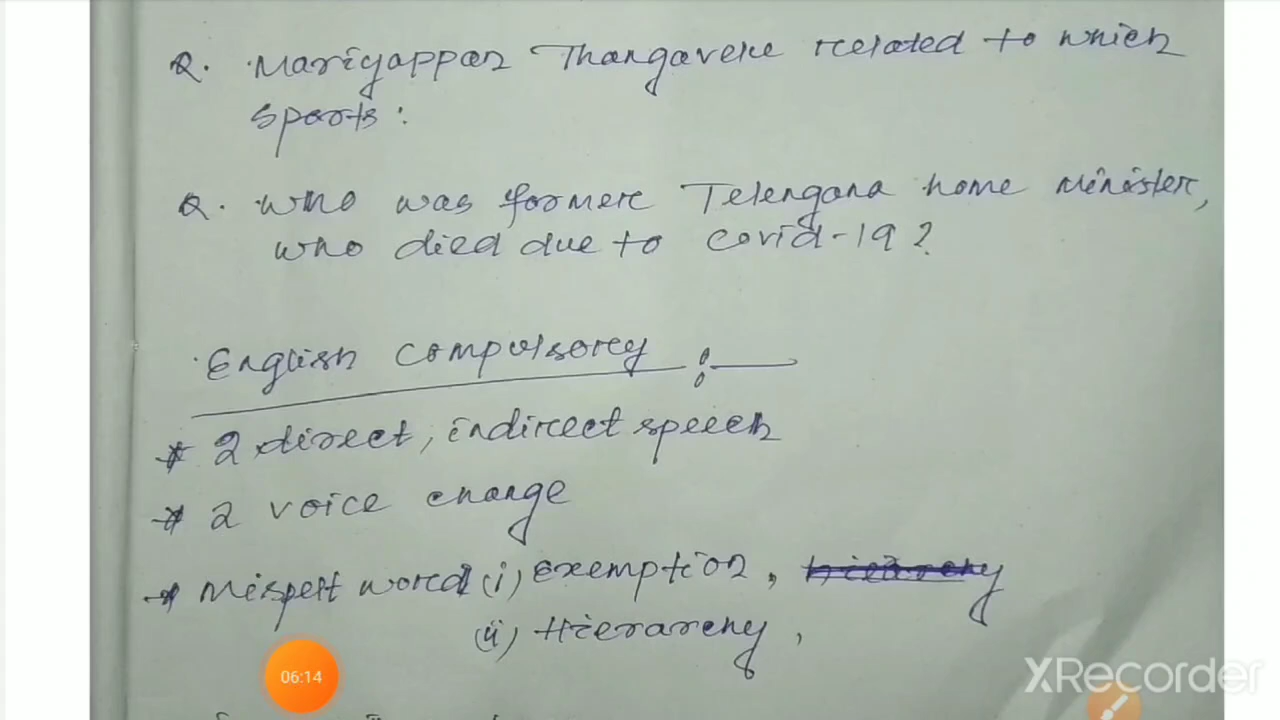 Q. Mariyappan Thangavelu related to which
sports:
Q. Who was former Telengana home Minister,
who died due to covid-19?
English Compulsory :—
* 2 direct, indirect speech
* 2 voice change
* Misspelt word (i) Exemption,
(ii) Hierarchy,
06:14
XRecorder